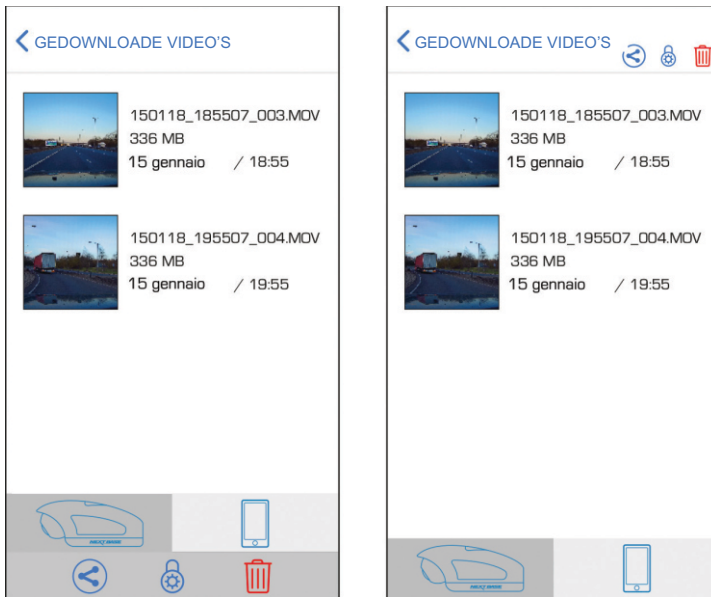 GEDOWNLOADE VIDEO'S
150118_185507_003.MOV
336 MB
15 gennaio / 18:55
150118_195507_004.MOV
336 MB
15 gennaio / 19:55
GEDOWNLOADE VIDEO'S
150118_185507_003.MOV
336 MB
15 gennaio / 18:55
150118_195507_004.MOV
336 MB
15 gennaio / 19:55